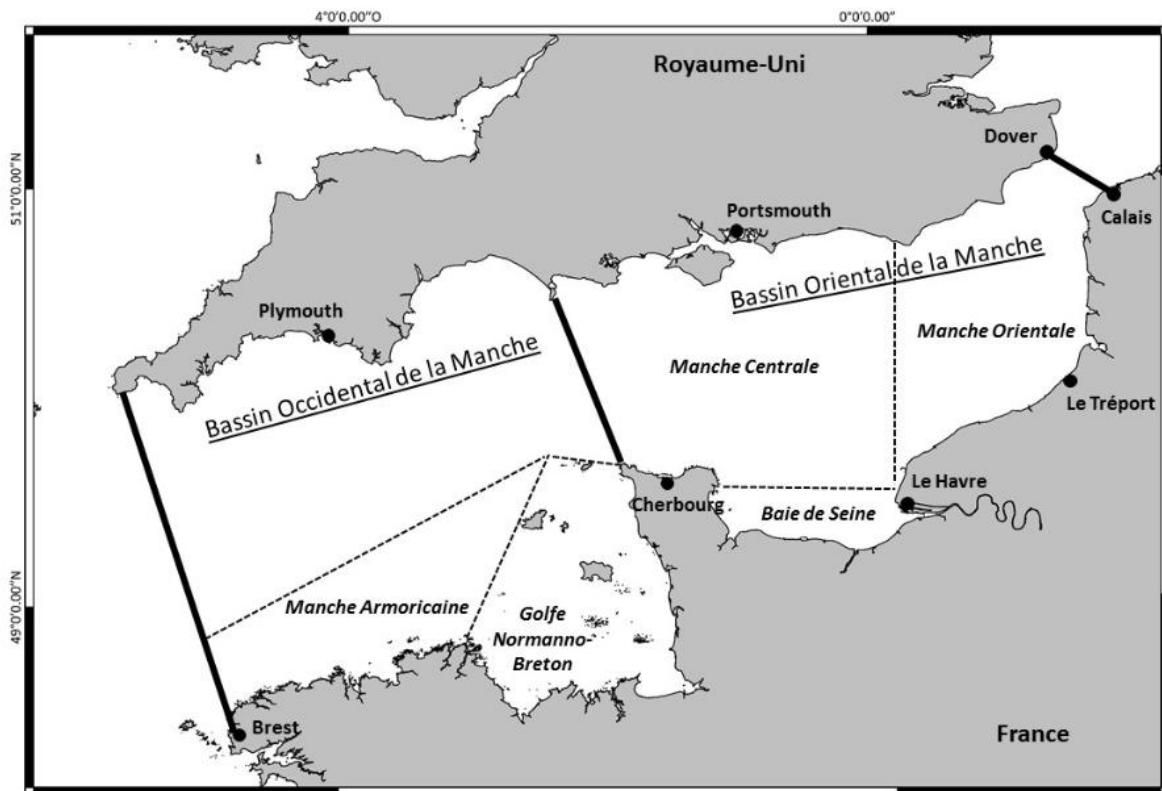 4°0'0.00"O
0°0'0.00"
Royaume-Uni
Dover
51°0'0.00"N
Calais
Portsmouth
Bassin Oriental de la Manche
Plymouth
Manche Orientale
Bassin Occidental de la Manche
Manche Centrale
Le Tréport
Le Havre
Cherbourg
Baie de Seine
49°0'0.00"N
Manche Armoricaine
Golfe
Normanno-
Breton
Brest
France